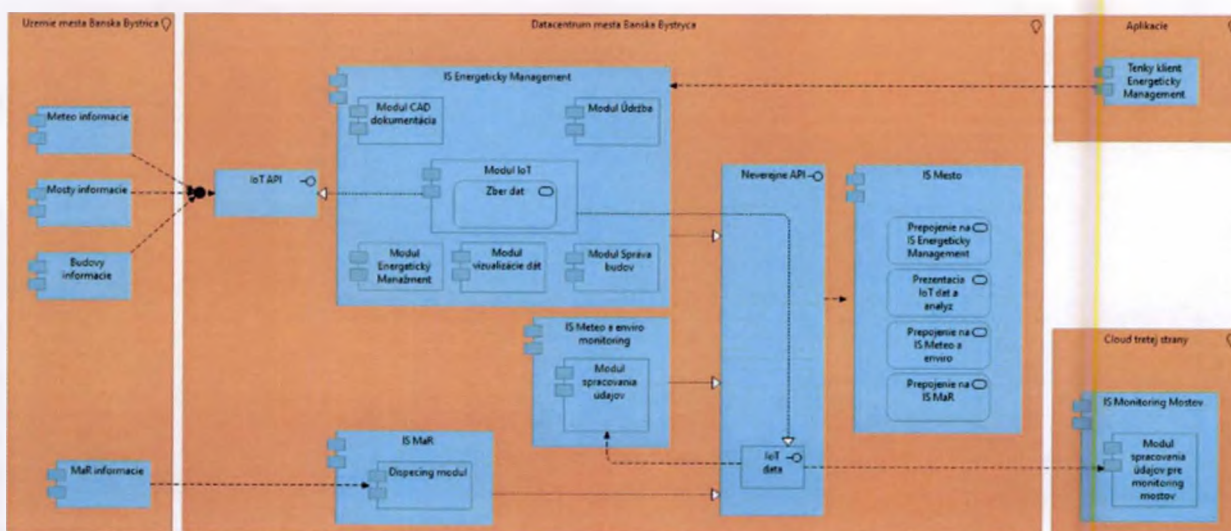 Uzemie mesta Banska Bystrica
Meteo informacie
Mosty informacie
Budovy
informacie
MaR informacie
Datacentrum mesta Banska Bystryca
IS Energeticky Management
Modul CAD
dokumentácia
Modul Údržba
Modul IoT
Zber dat
IoT API
Modul
Energetický
Manažment
Modul
vizualizácie dát
Modul Správa
budov
IS Meteo a enviro
monitoring
Modul
spracovania
údajov
IS MaR
Dispecing modul
Neverejne API
IoT
data
IS Mesto
Prepojenie na
IS Energeticky
Management
Prezentacia
IoT dat a
analyz
Prepojenie na
IS Meteo a
enviro
Prepojenie na
IS MaR
Aplikacie
Tenky klient
Energeticky
Management
Cloud tretej strany
IS Monitoring Mostov
Modul
spracovania
údajov pre
monitoring
mostov